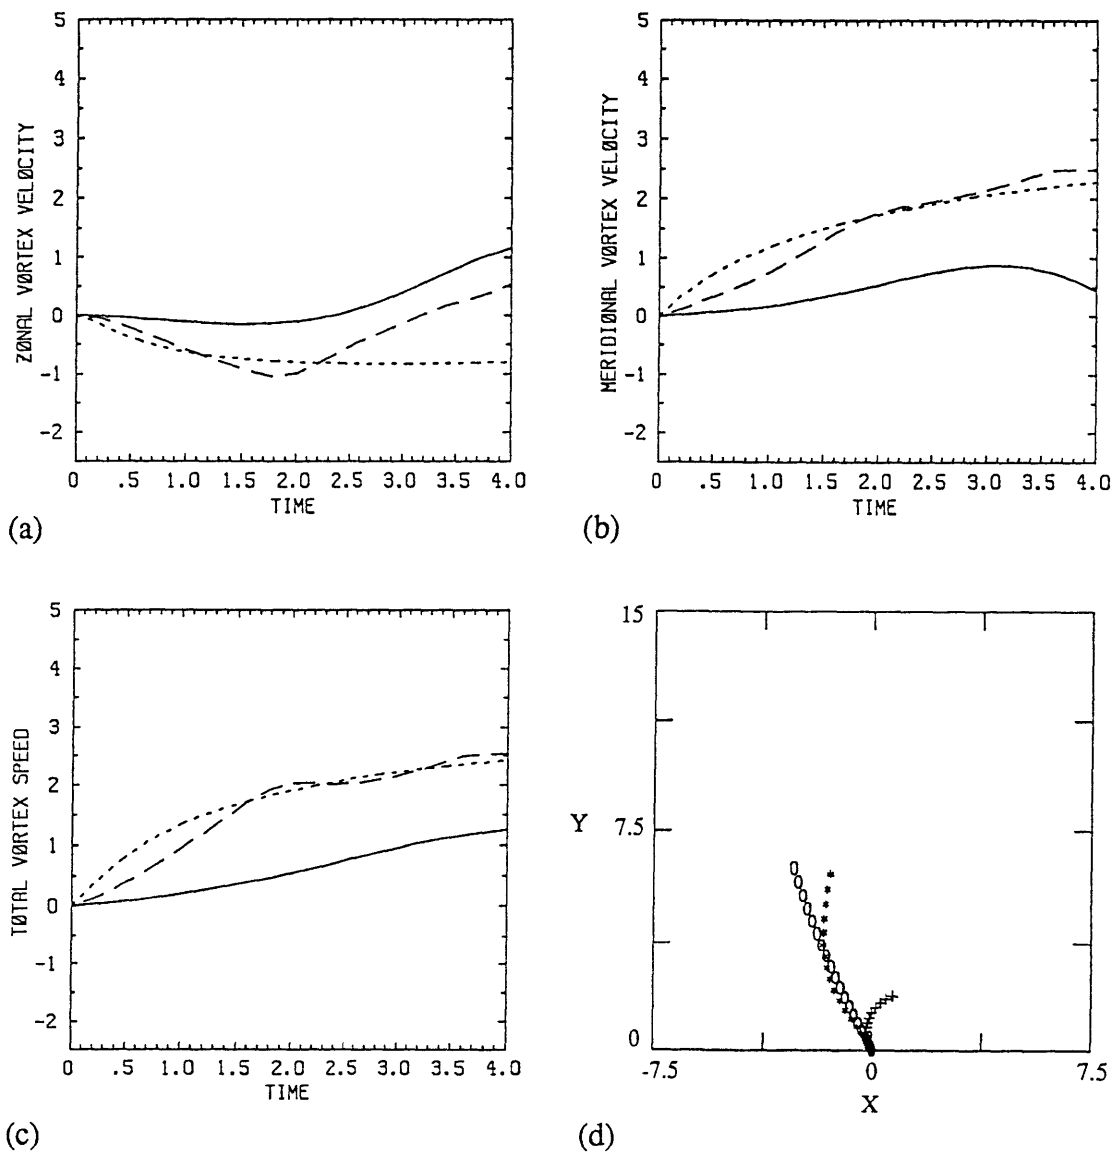 5
4
3
2
1
0
-1
-2
ZØNAL VØRTEX VELØCITY
0 .5 1.0 1.5 2.0 2.5 3.0 3.5 4.0
TIME
(a)
5
4
3
2
1
0
-1
-2
MERIDIØNAL VØRTEX VELØCITY
0 .5 1.0 1.5 2.0 2.5 3.0 3.5 4.0
TIME
(b)
5
4
3
2
1
0
-1
-2
TØTAL VØRTEX SPEED
0 .5 1.0 1.5 2.0 2.5 3.0 3.5 4.0
TIME
(c)
15
Y 7.5
0
-7.5 0 7.5
X
(d)